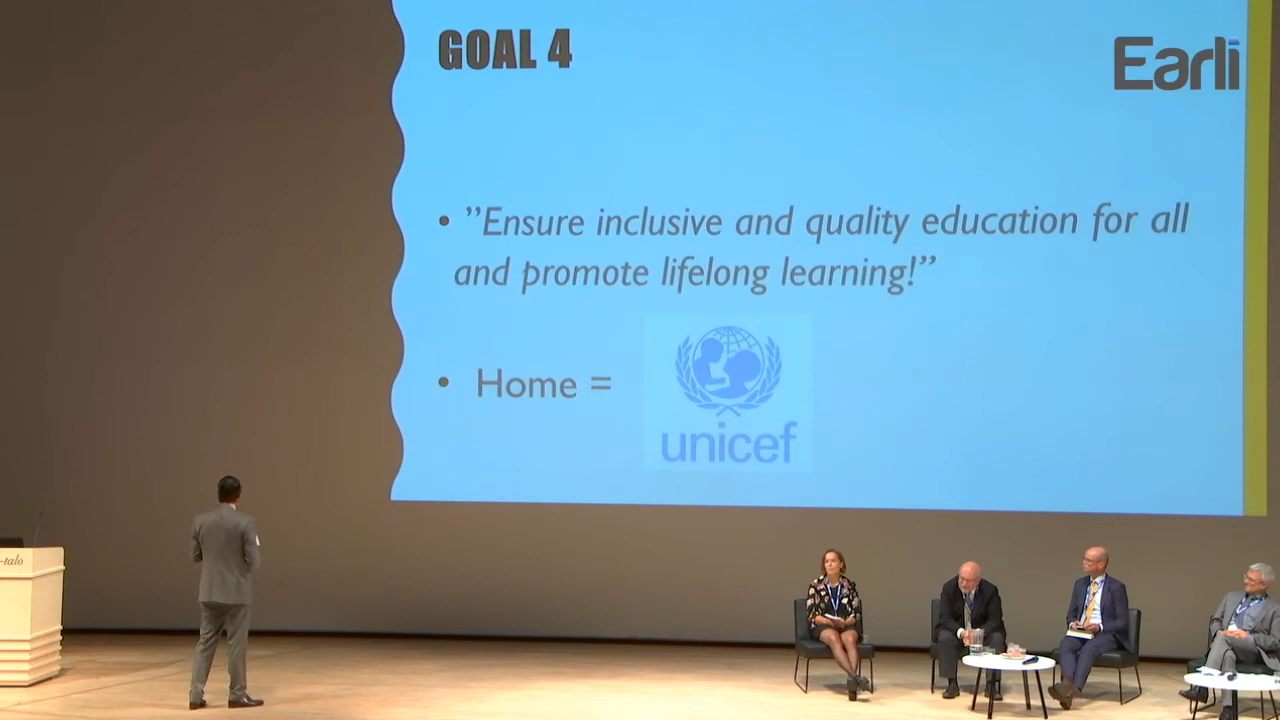 GOAL 4
Earli
• ”Ensure inclusive and quality education for all
and promote lifelong learning!”
• Home =
unicef
-talo